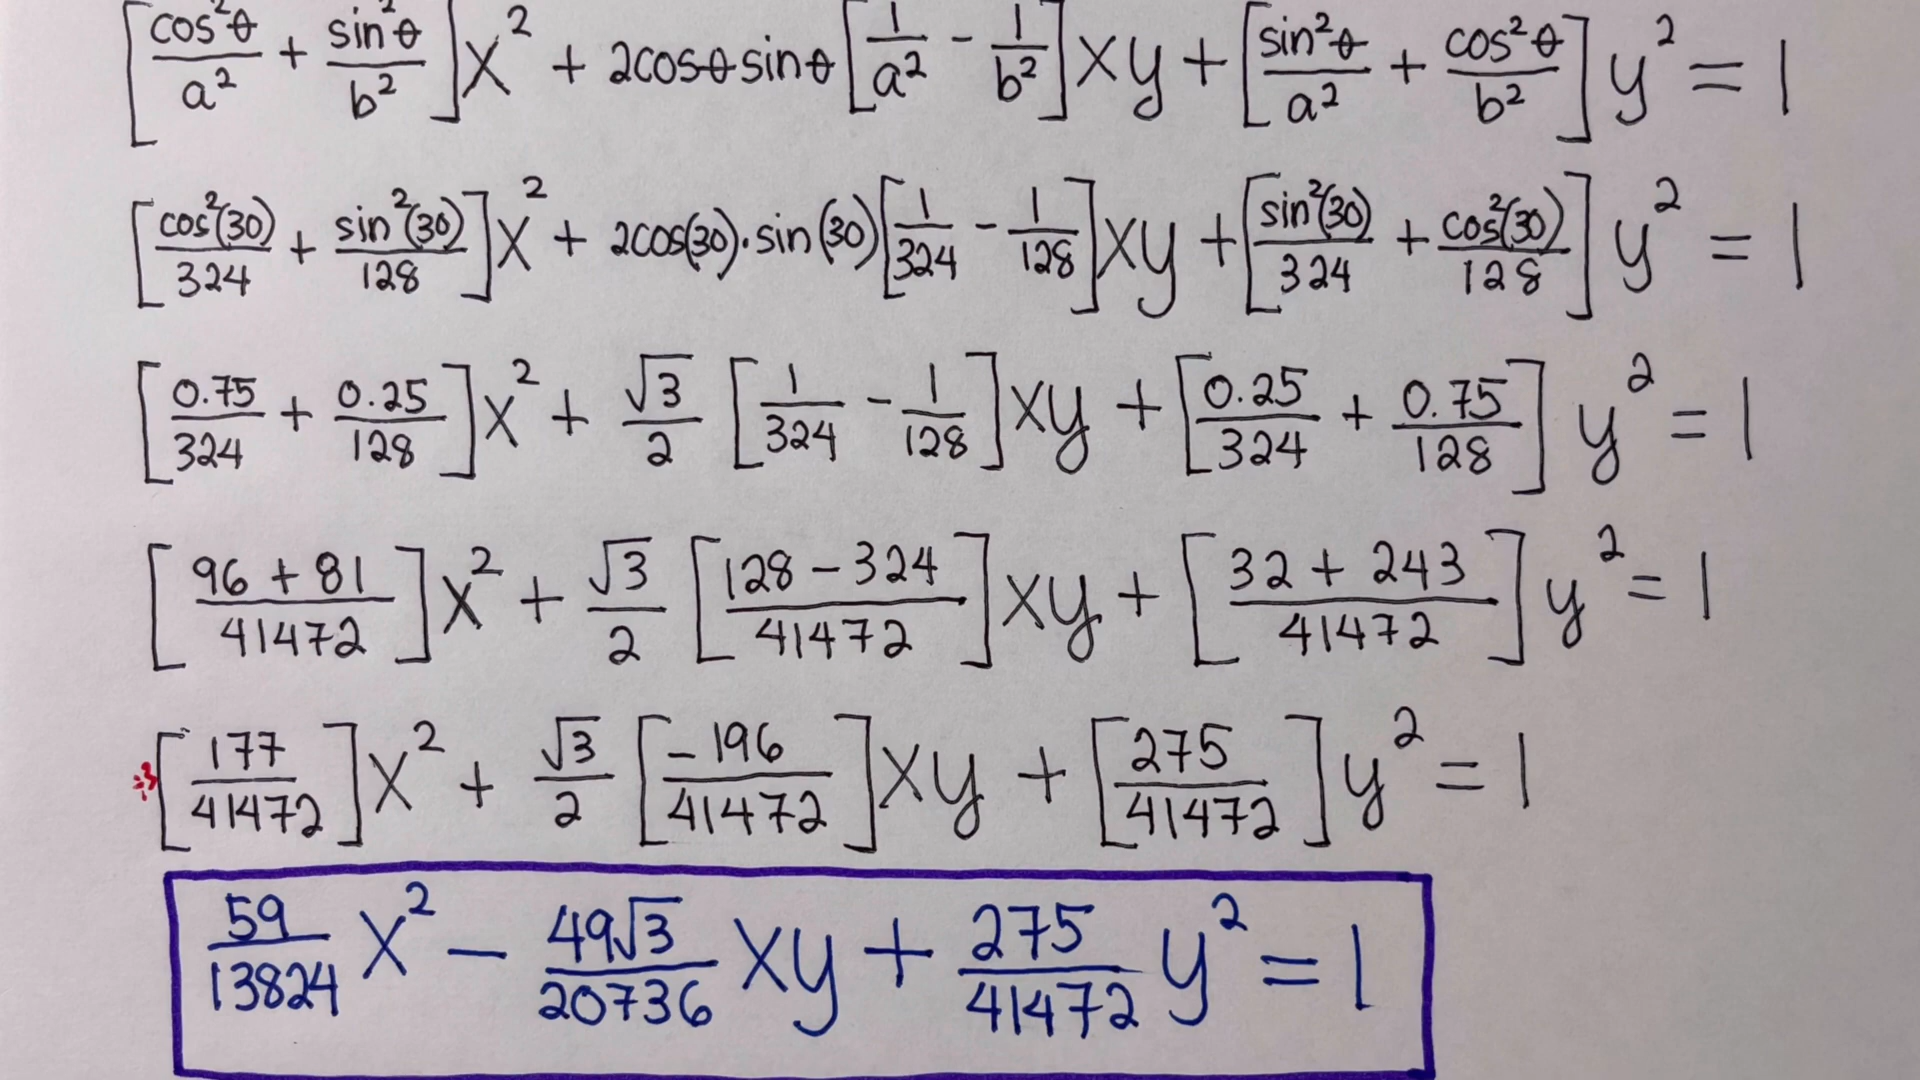 [cos²θ/a² + sin²θ/b²]x² + 2cosθsinθ[1/a² - 1/b²]xy + [sin²θ/a² + cos²θ/b²]y² = 1
[cos²(30)/324 + sin²(30)/128]x² + 2cos(30)·sin(30)[1/324 - 1/128]xy + [sin²(30)/324 + cos²(30)/128]y² = 1
[0.75/324 + 0.25/128]x² + √3/2 [1/324 - 1/128]xy + [0.25/324 + 0.75/128]y² = 1
[96 + 81/41472]x² + √3/2 [128 - 324/41472]xy + [32 + 243/41472]y² = 1
[177/41472]x² + √3/2 [-196/41472]xy + [275/41472]y² = 1
59/13824 x² - 49√3/20736 xy + 275/41472 y² = 1